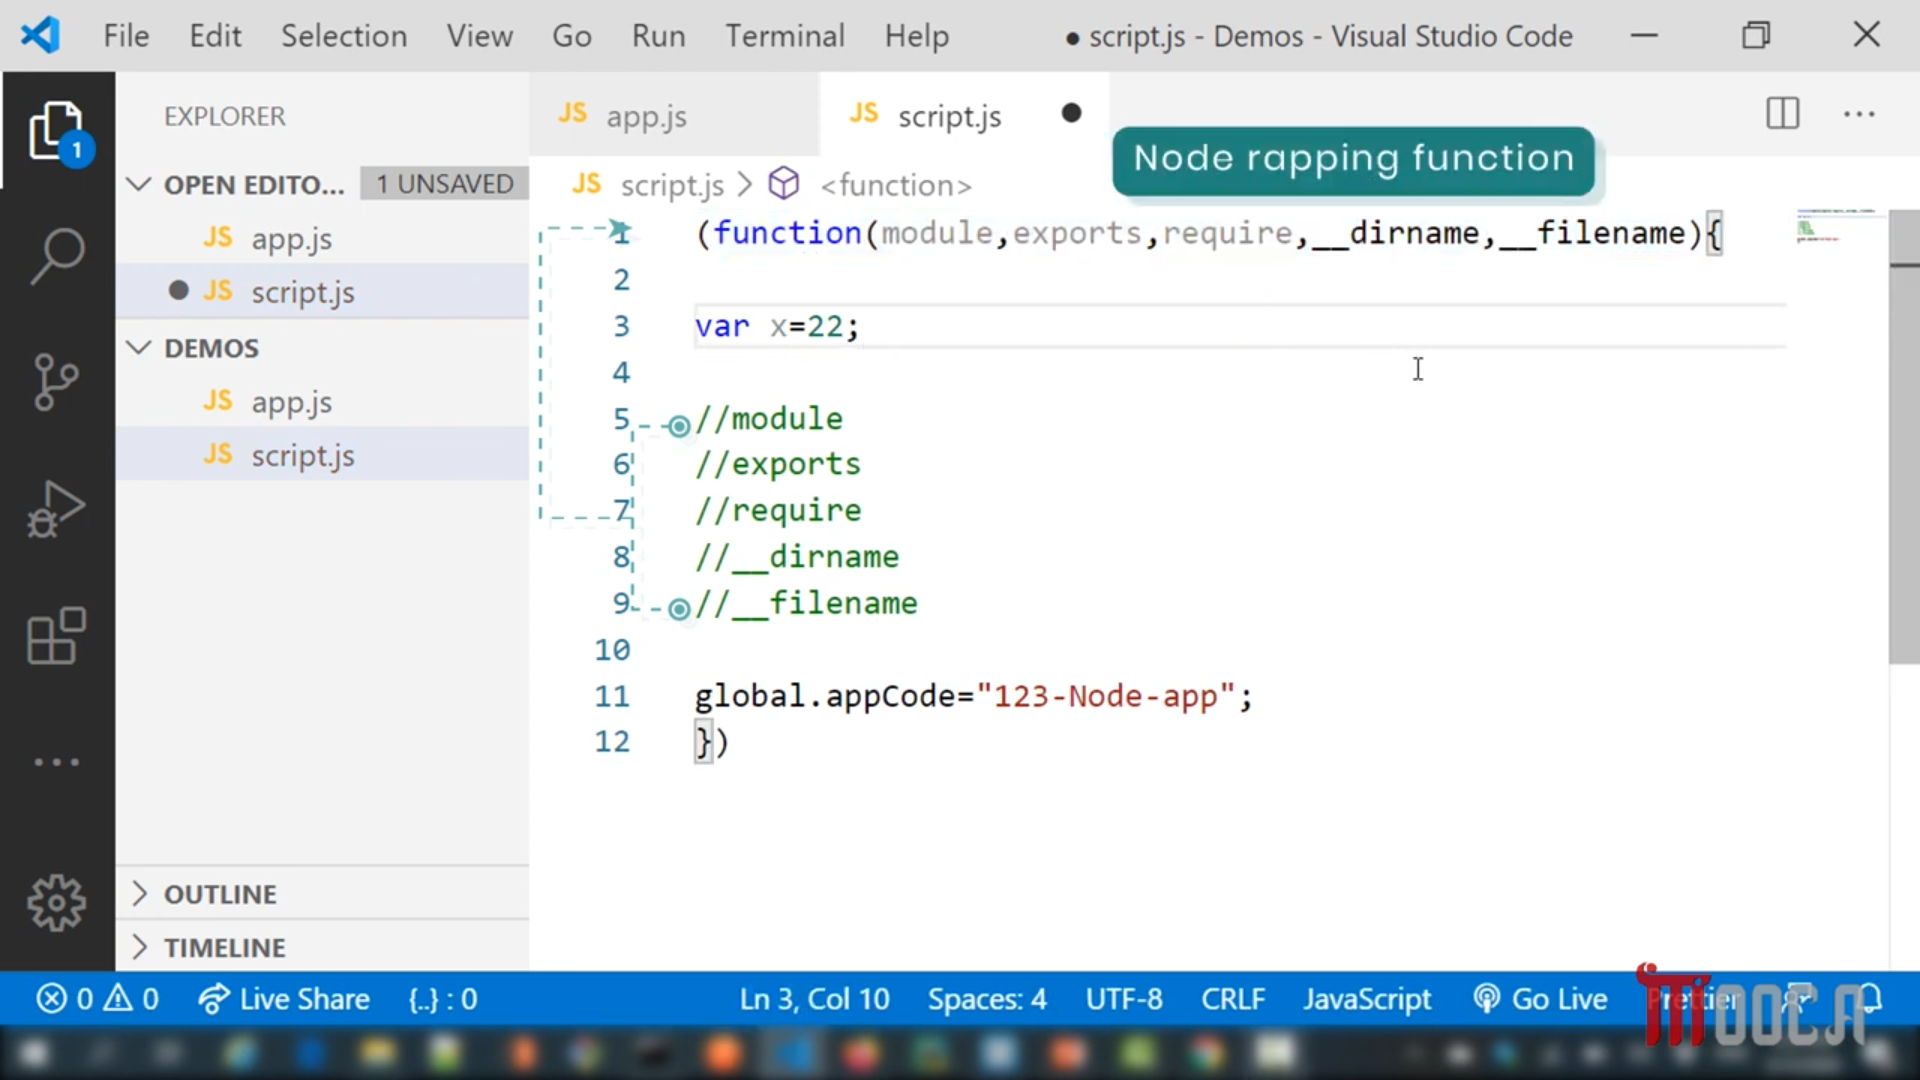 File Edit Selection View Go Run Terminal Help ● script.js - Demos - Visual Studio Code
EXPLORER
1
OPEN EDITO... 1 UNSAVED
JS app.js
● JS script.js
DEMOS
JS app.js
JS script.js
OUTLINE
TIMELINE
JS app.js
JS script.js ●
JS script.js > <function>
Node rapping function
1 (function(module,exports,require,__dirname,__filename){
2
3 var x=22;
4
5 //module
6 //exports
7 //require
8 //__dirname
9 //__filename
10
11 global.appCode="123-Node-app";
12 })
0 0 Live Share {..} : 0 Ln 3, Col 10 Spaces: 4 UTF-8 CRLF JavaScript Go Live Prettier
MOOCA